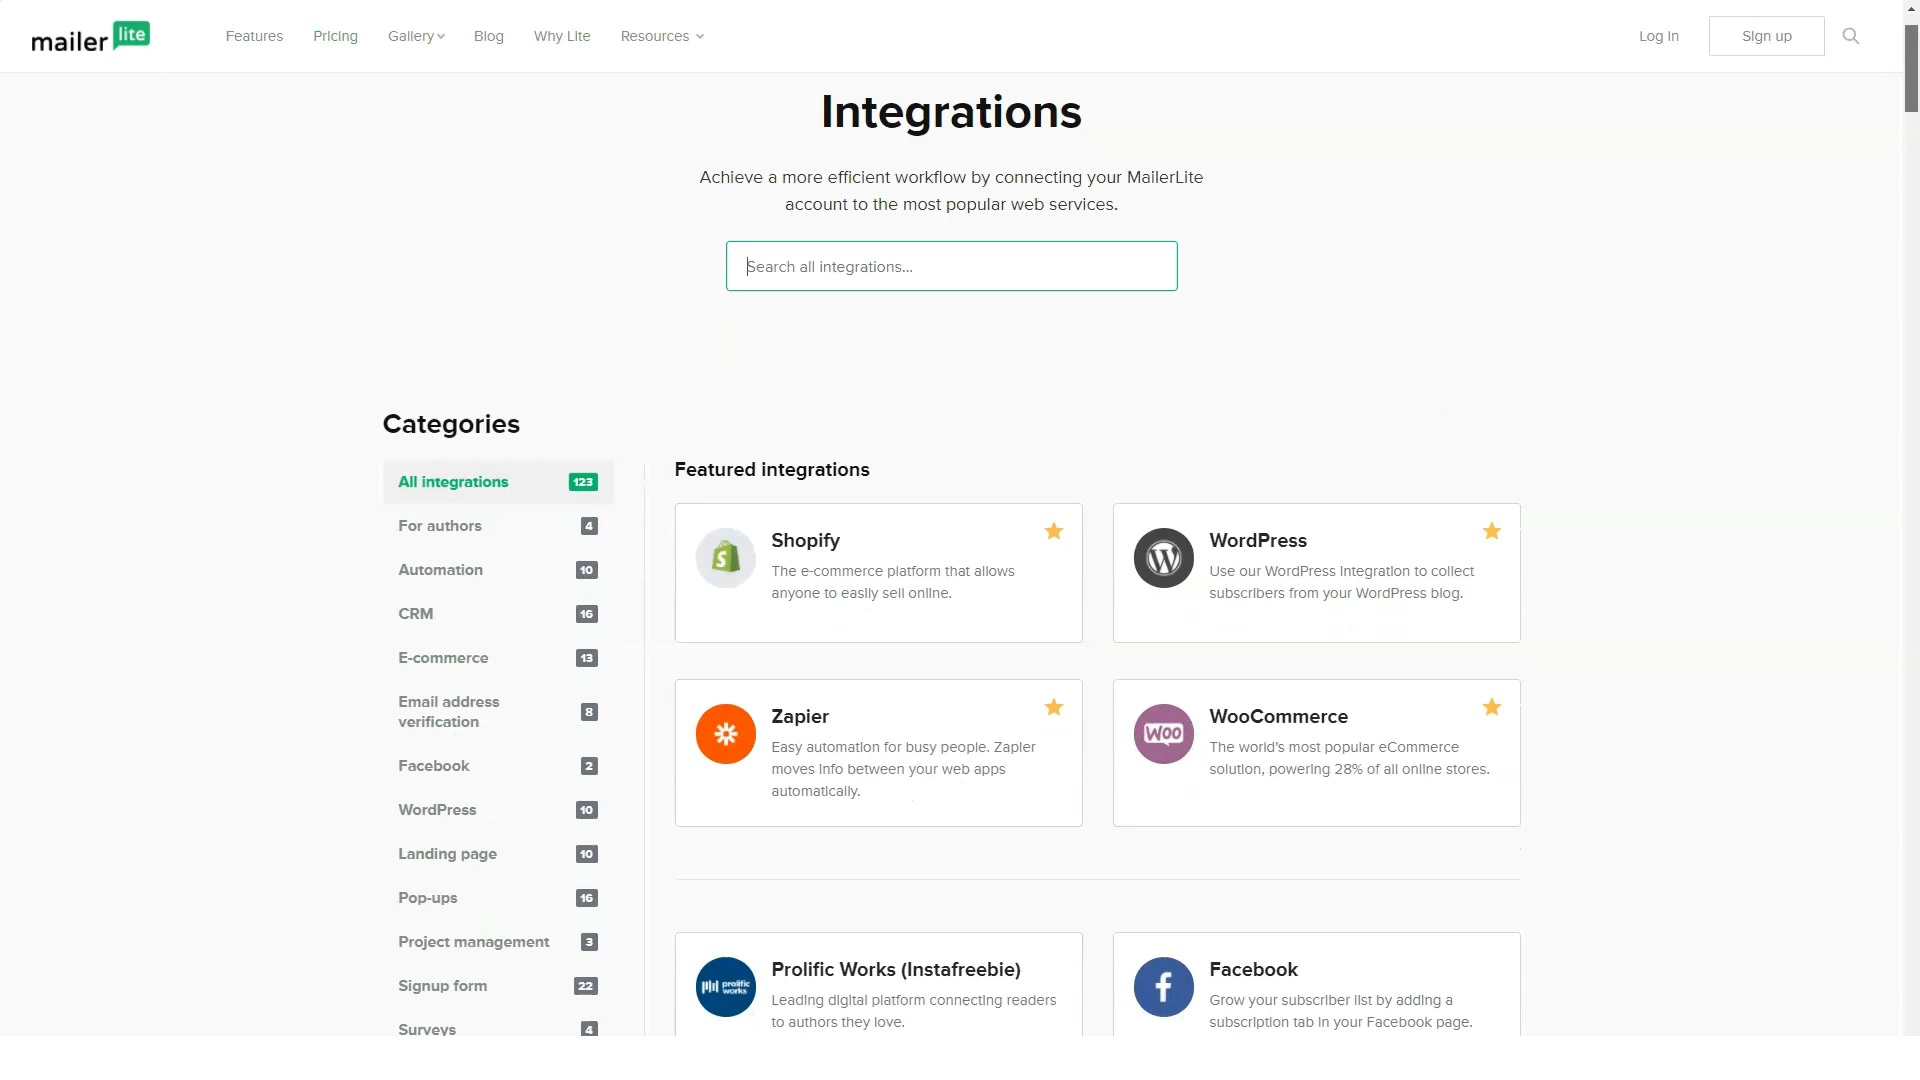 mailer lite
Features
Pricing
Gallery
Blog
Why Lite
Resources
Log in
Sign up
Integrations
Achieve a more efficient workflow by connecting your MailerLite
account to the most popular web services.
Search all integrations...
Categories
All integrations 123
For authors 4
Automation 10
CRM 16
E-commerce 13
Email address
verification 8
Facebook 2
WordPress 10
Landing page 10
Pop-ups 16
Project management 3
Signup form 22
Surveys 4
Featured integrations
Shopify
The e-commerce platform that allows
anyone to easily sell online.
WordPress
Use our WordPress integration to collect
subscribers from your WordPress blog.
Zapier
Easy automation for busy people. Zapier
moves info between your web apps
automatically.
WOO
WooCommerce
The world's most popular eCommerce
solution, powering 28% of all online stores.
prolific
works
Prolific Works (Instafreebie)
Leading digital platform connecting readers
to authors they love.
Facebook
Grow your subscriber list by adding a
subscription tab in your Facebook page.